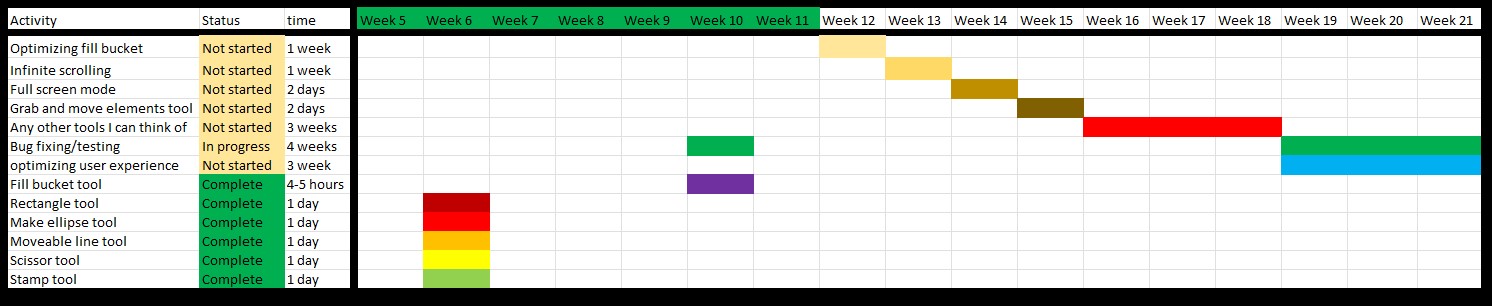 Activity Status time Week 5 Week 6 Week 7 Week 8 Week 9 Week 10 Week 11 Week 12 Week 13 Week 14 Week 15 Week 16 Week 17 Week 18 Week 19 Week 20 Week 21
Optimizing fill bucket Not started 1 week
Infinite scrolling Not started 1 week
Full screen mode Not started 2 days
Grab and move elements tool Not started 2 days
Any other tools I can think of Not started 3 weeks
Bug fixing/testing In progress 4 weeks
optimizing user experience Not started 3 week
Fill bucket tool Complete 4-5 hours
Rectangle tool Complete 1 day
Make ellipse tool Complete 1 day
Moveable line tool Complete 1 day
Scissor tool Complete 1 day
Stamp tool Complete 1 day